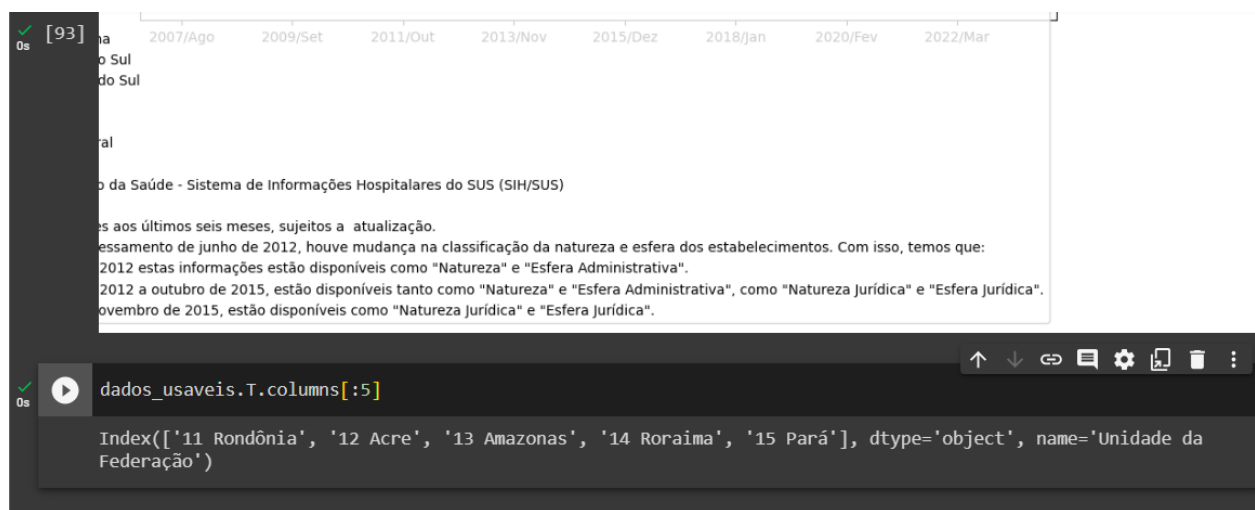 [93]
0s
na 2007/Ago 2009/Set 2011/Out 2013/Nov 2015/Dez 2018/Jan 2020/Fev 2022/Mar
o Sul
do Sul
ral
o da Saúde - Sistema de Informações Hospitalares do SUS (SIH/SUS)
es aos últimos seis meses, sujeitos a  atualização.
essamento de junho de 2012, houve mudança na classificação da natureza e esfera dos estabelecimentos. Com isso, temos que:
2012 estas informações estão disponíveis como "Natureza" e "Esfera Administrativa".
2012 a outubro de 2015, estão disponíveis tanto como "Natureza" e "Esfera Administrativa", como "Natureza Jurídica" e "Esfera Jurídica".
ovembro de 2015, estão disponíveis como "Natureza Jurídica" e "Esfera Jurídica".
0s
dados_usaveis.T.columns[:5]
Index(['11 Rondônia', '12 Acre', '13 Amazonas', '14 Roraima', '15 Pará'], dtype='object', name='Unidade da
Federação')